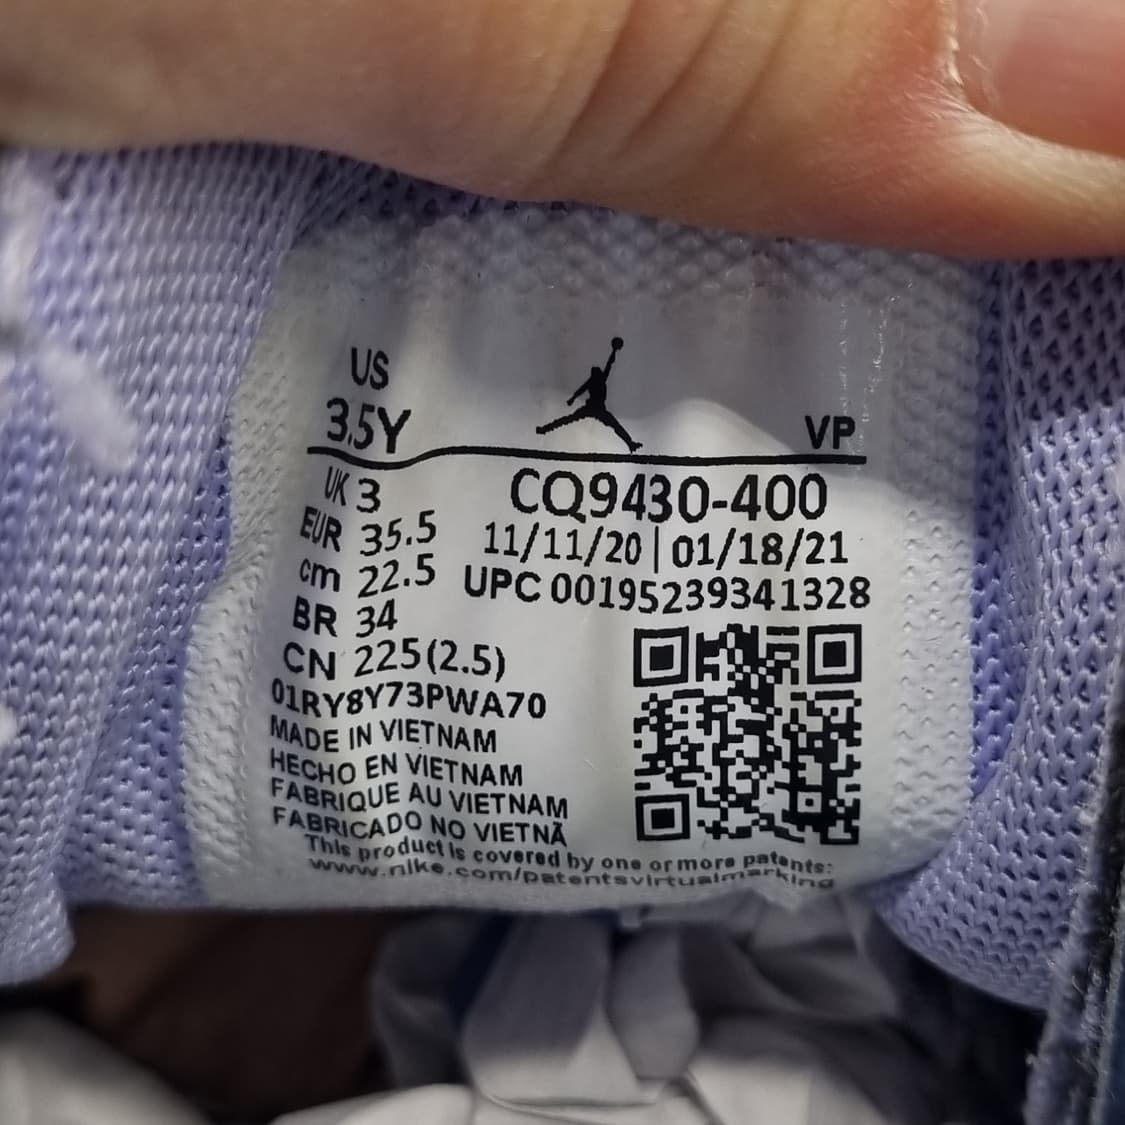 US
3.5Y
VP
UK 3
CQ9430-400
EUR 35.5
11/11/20 | 01/18/21
cm 22.5
UPC 00195239341328
BR 34
CN 225(2.5)
01RY8Y73PWA70
MADE IN VIETNAM
HECHO EN VIETNAM
FABRIQUE AU VIETNAM
FABRICADO NO VIETNÃ
This product is covered by one or more patents:
www.nike.com/patentsvirtualmarking